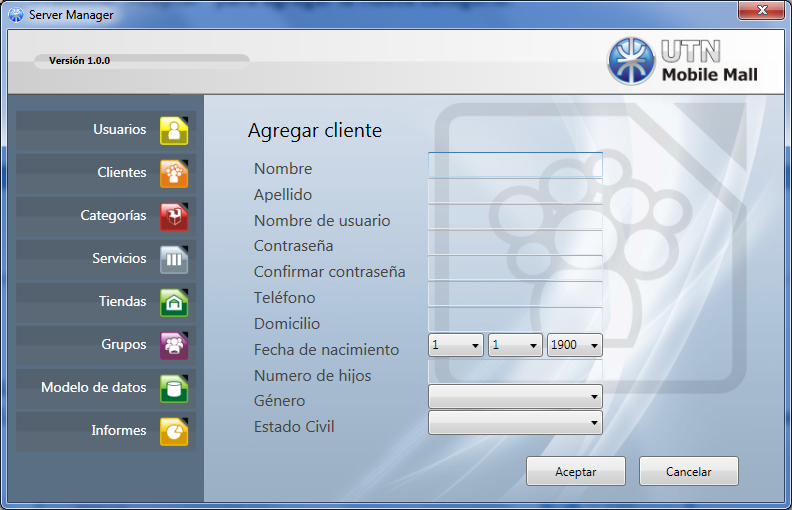 Server Manager
Versión 1.0.0
UTN
Mobile Mall
Usuarios
Clientes
Categorías
Servicios
Tiendas
Grupos
Modelo de datos
Informes
Agregar cliente
Nombre
Apellido
Nombre de usuario
Contraseña
Confirmar contraseña
Teléfono
Domicilio
Fecha de nacimiento 1 1 1900
Numero de hijos
Género
Estado Civil
Aceptar Cancelar